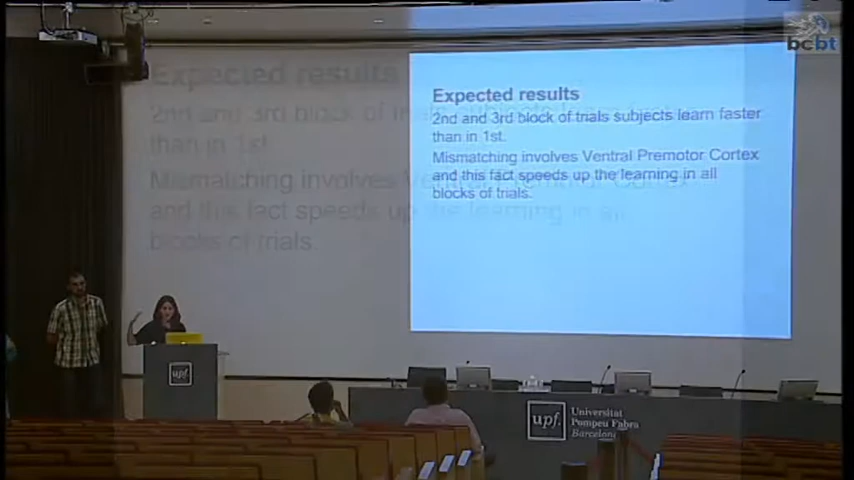 bcbt
Expected results
2nd and 3rd block of trials subjects learn faster
than in 1st.
Mismatching involves Ventral Premotor Cortex
and this fact speeds up the learning in all
blocks of trials.
Expected results
2nd and 3rd block of trials subjects learn faster
than in 1st.
Mismatching involves Ventral Premotor Cortex
and this fact speeds up the learning in all
blocks of trials.
upf.
upf.
Universitat
Pompeu Fabra
Barcelona